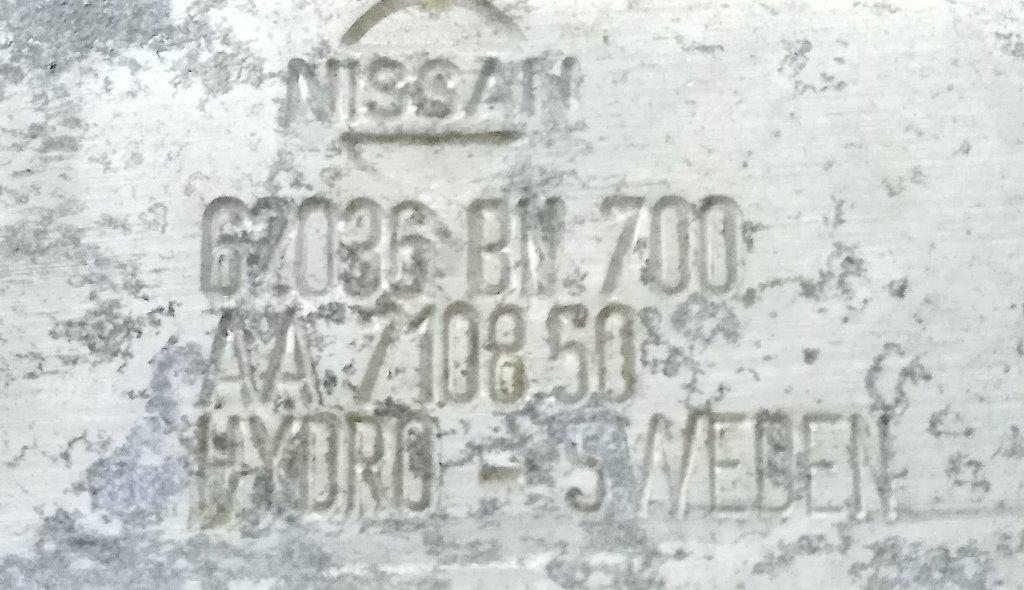 NISSAN
62036 BN 700
AA 7108 50
HYDRO - SWEDEN